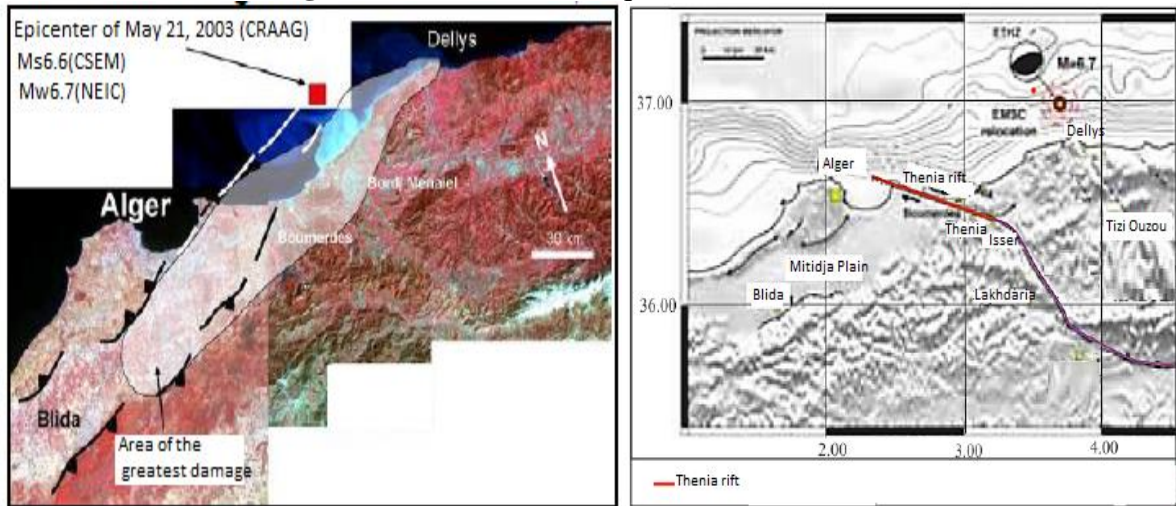 Epicenter of May 21, 2003 (CRAAG)
Ms6.6(CSEM)
Mw6.7(NEIC)
Dellys
N
Alger
Bordj Menaiel
Boumerdes
30 km
Blida
Area of the
greatest damage
37.00
36.00
M=6.7
EMSC
relocation
Dellys
Alger
Thenia rift
Boumerdes
Thenia
Isser
Tizi Ouzou
Mitidja Plain
Blida
Lakhdaria
2.00
3.00
4.00
Thenia rift